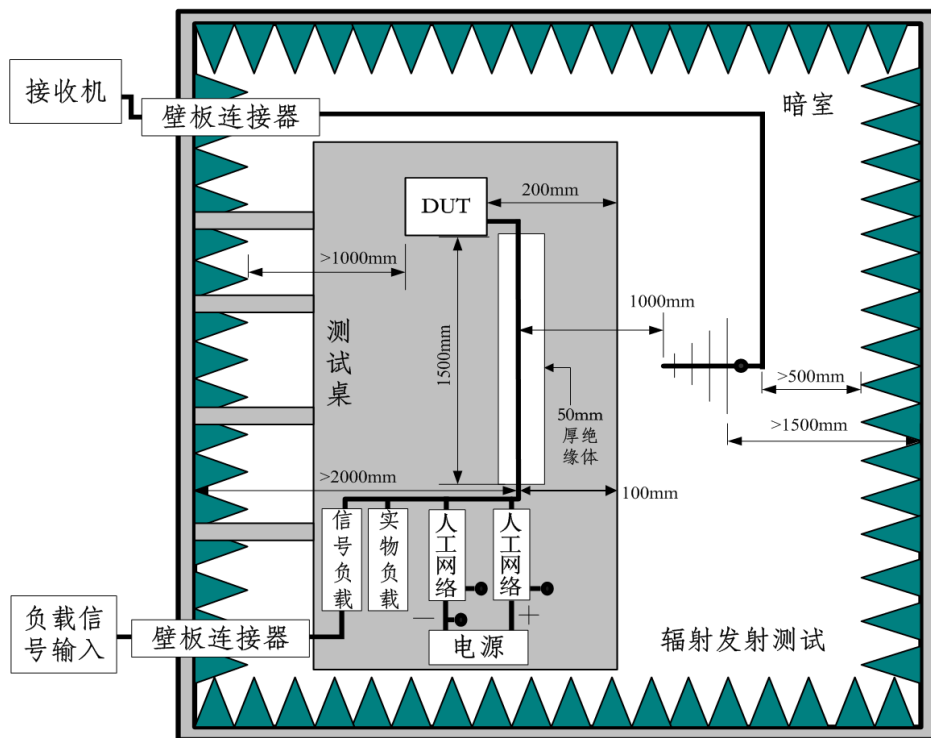 接收机
壁板连接器
暗室
DUT
200mm
>1000mm
1000mm
测试桌
1500mm
>500mm
50mm
厚绝
缘体
>1500mm
>2000mm
100mm
信号负载
实物负载
人工网络
人工网络
−
+
负载信
号输入
壁板连接器
电源
辐射发射测试